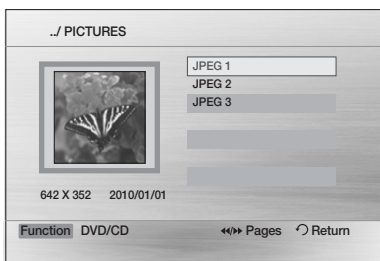 ../ PICTURES
JPEG 1
JPEG 2
JPEG 3
642 X 352 2010/01/01
Function DVD/CD Pages Return